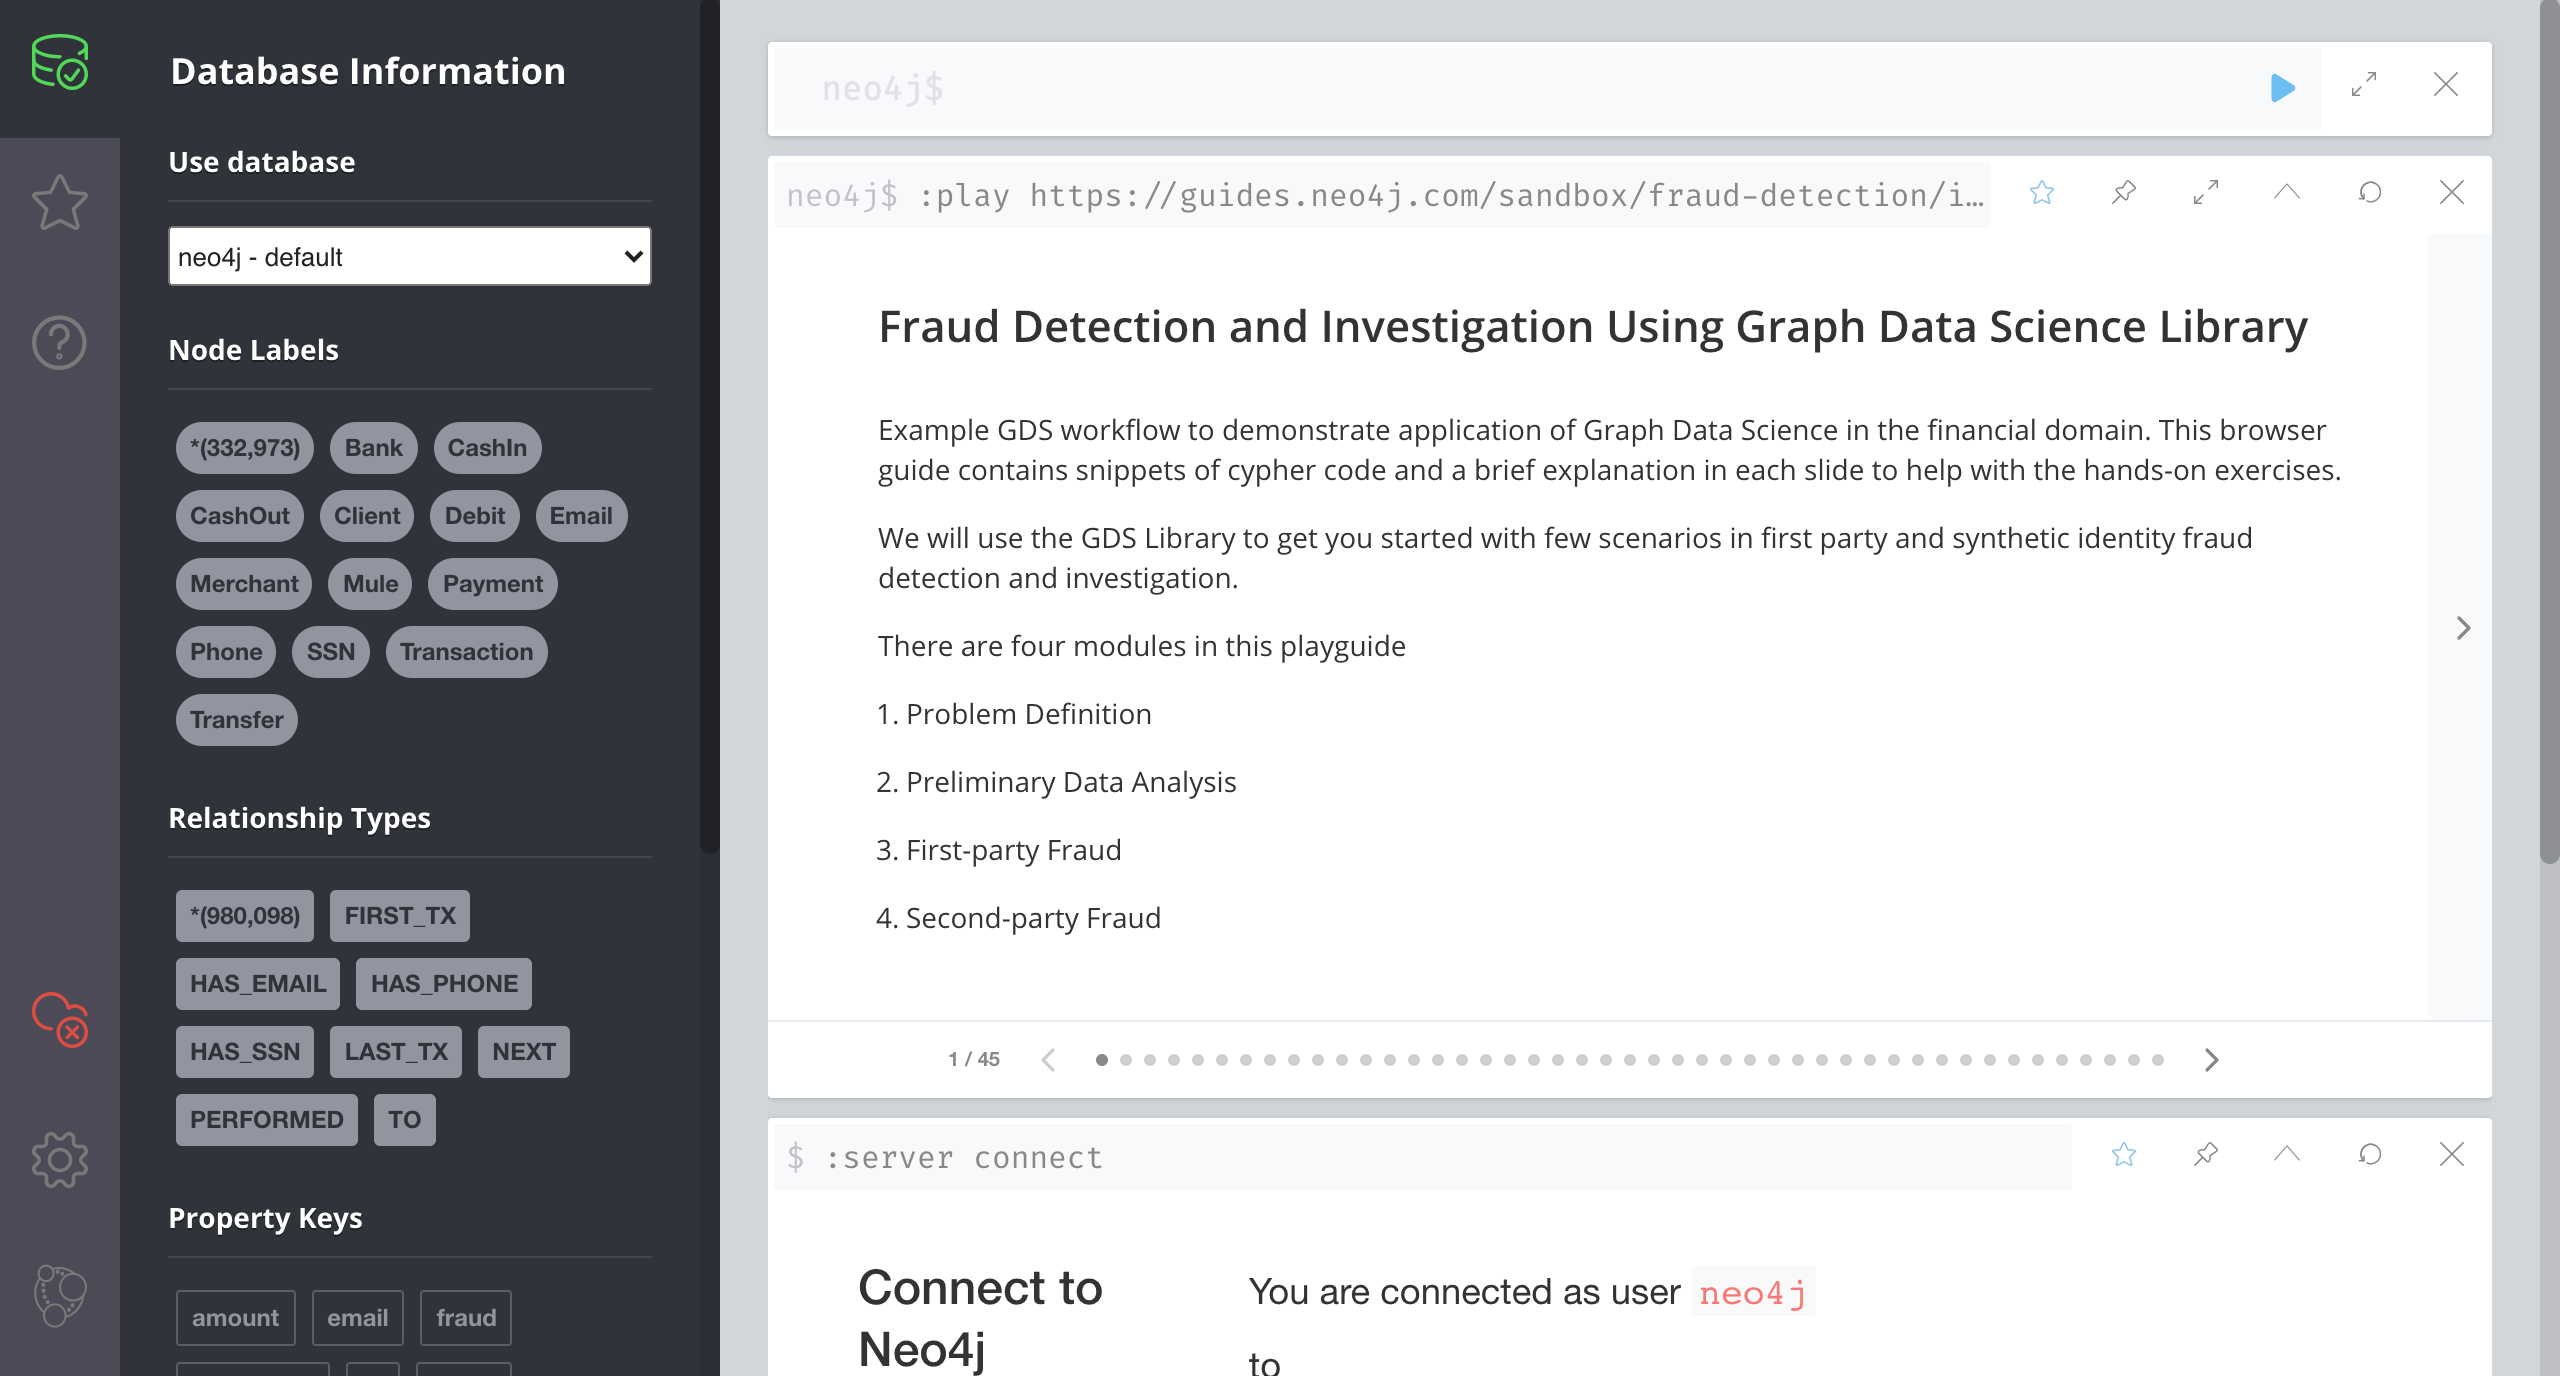 Database Information
Use database
neo4j - default
Node Labels
*(332,973) Bank CashIn
CashOut Client Debit Email
Merchant Mule Payment
Phone SSN Transaction
Transfer
Relationship Types
*(980,098) FIRST_TX
HAS_EMAIL HAS_PHONE
HAS_SSN LAST_TX NEXT
PERFORMED TO
Property Keys
amount email fraud
neo4j$
neo4j$ :play https://guides.neo4j.com/sandbox/fraud-detection/i…
Fraud Detection and Investigation Using Graph Data Science Library
Example GDS workflow to demonstrate application of Graph Data Science in the financial domain. This browser
guide contains snippets of cypher code and a brief explanation in each slide to help with the hands-on exercises.
We will use the GDS Library to get you started with few scenarios in first party and synthetic identity fraud
detection and investigation.
There are four modules in this playguide
1. Problem Definition
2. Preliminary Data Analysis
3. First-party Fraud
4. Second-party Fraud
1 / 45
$ :server connect
Connect to
Neo4j
You are connected as user neo4j
to